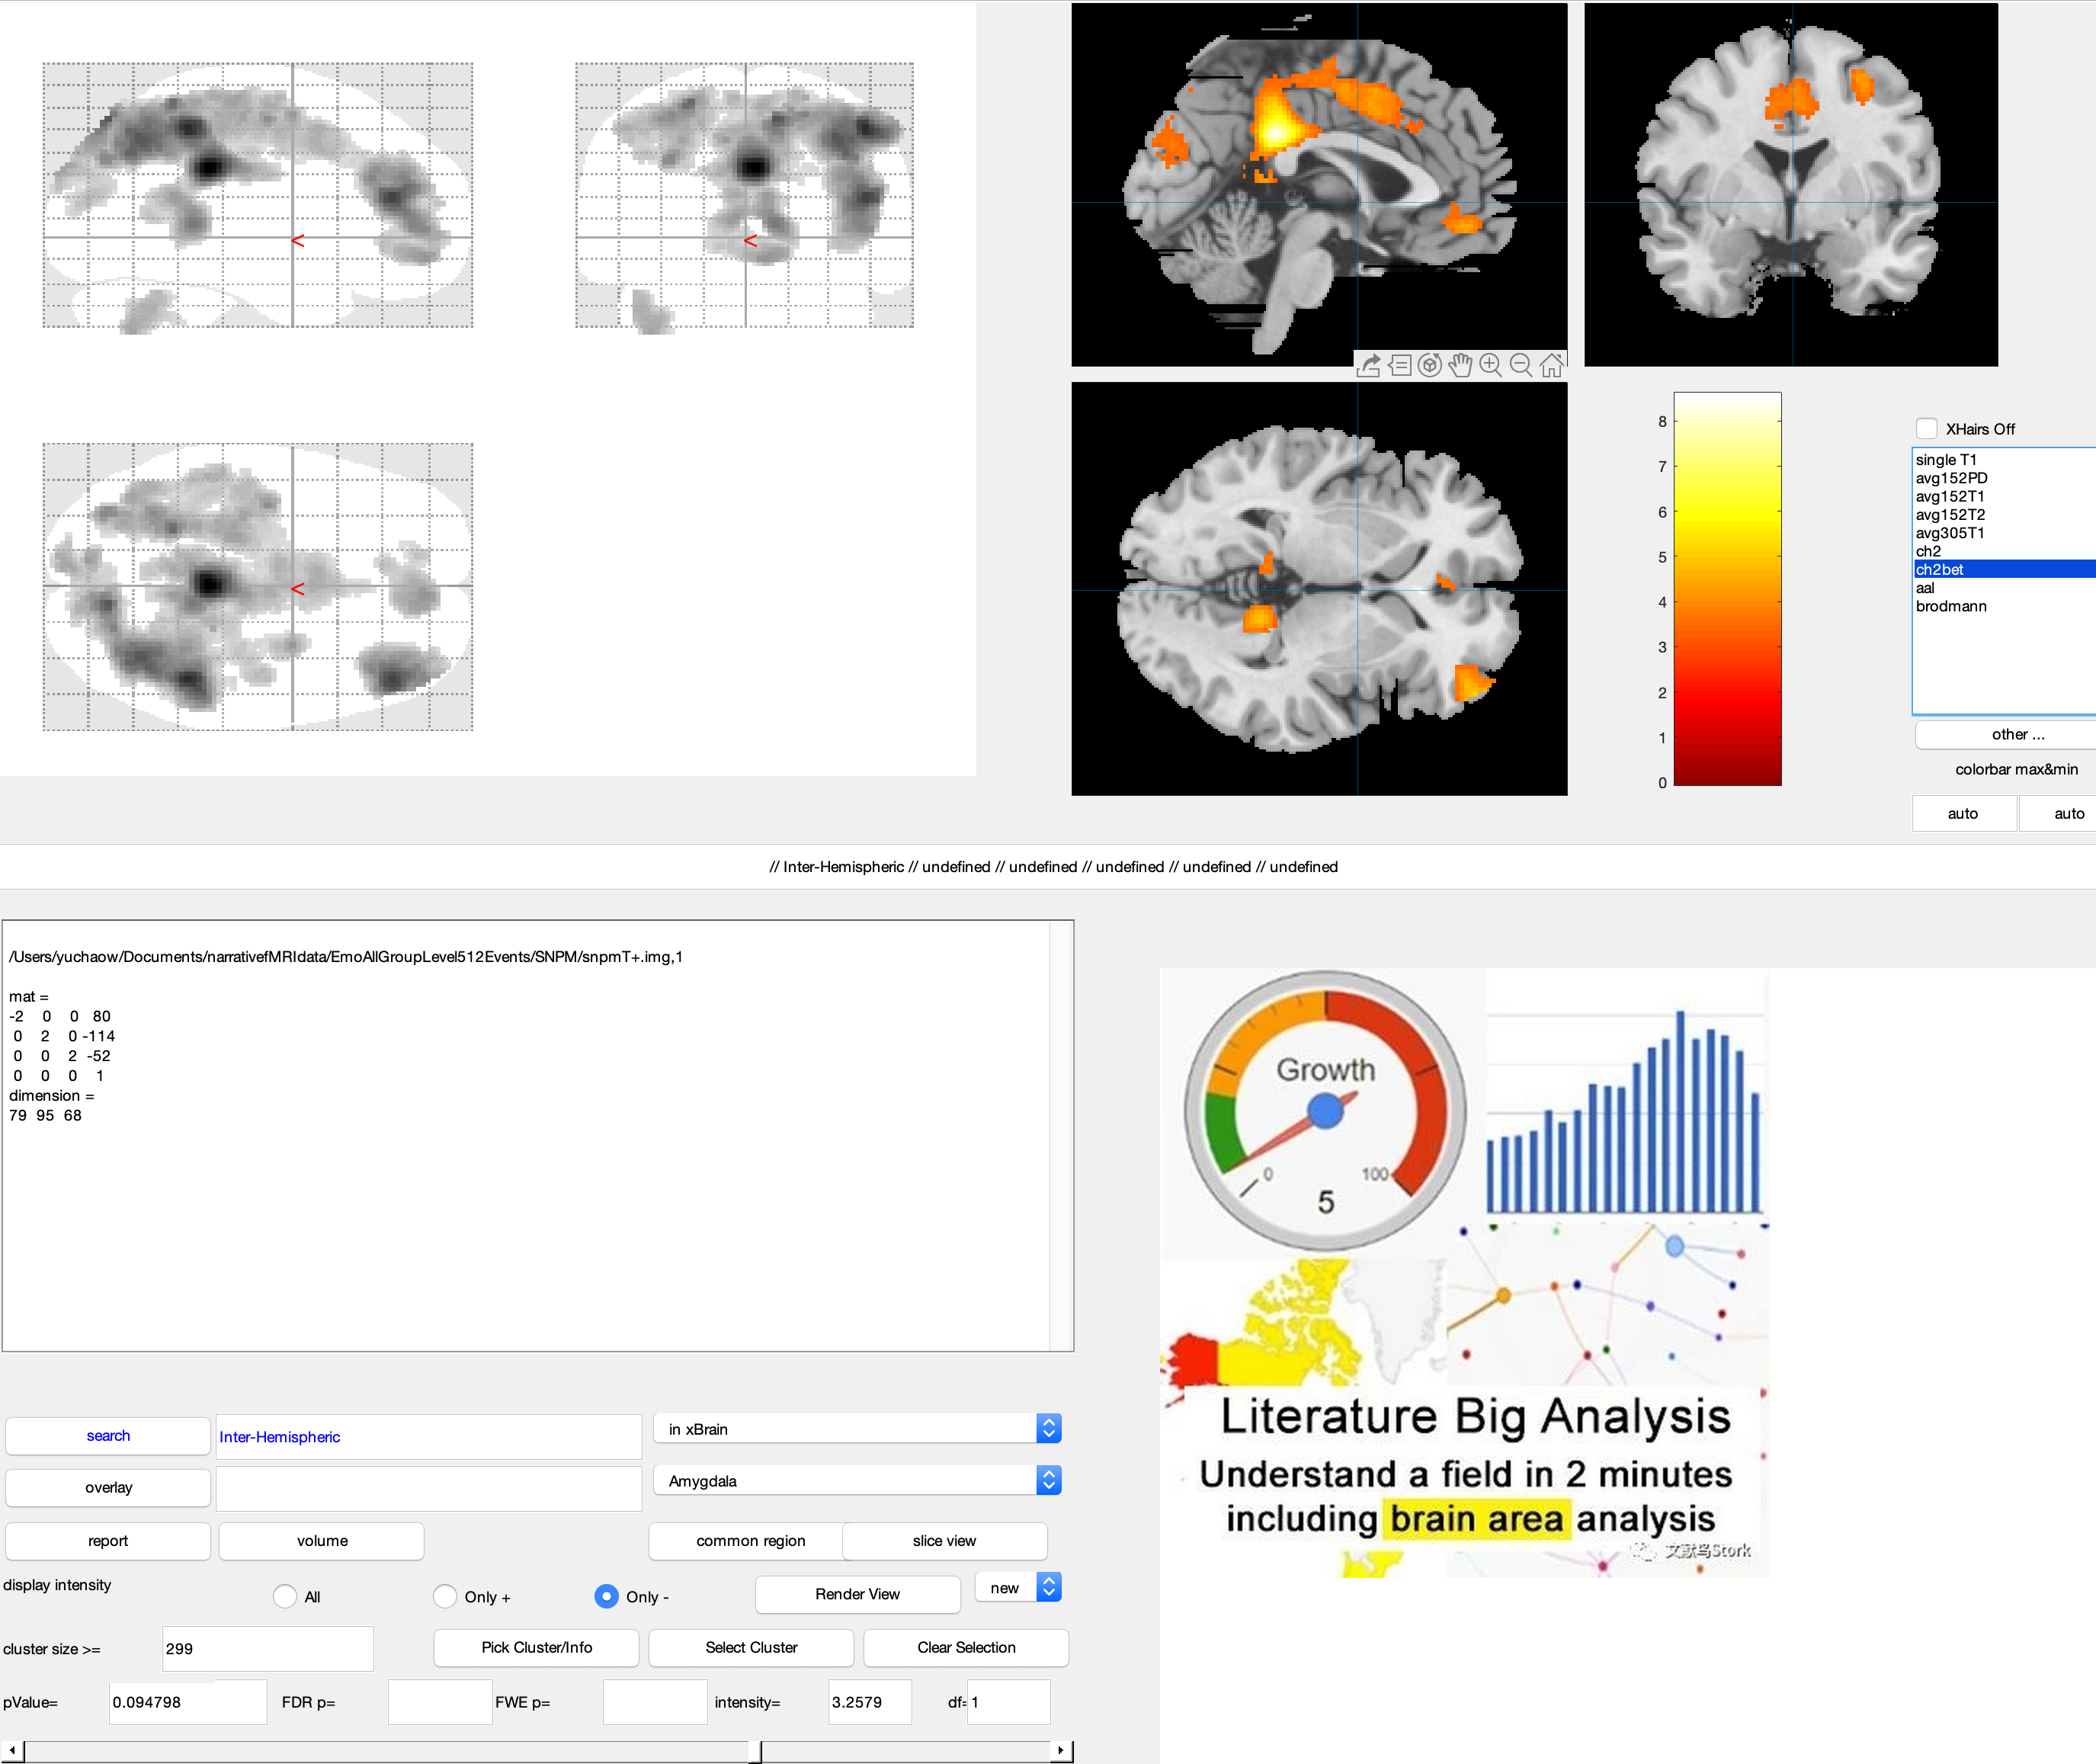 <
<
<
8
7
6
5
4
3
2
1
0
XHairs Off
single T1
avg152PD
avg152T1
avg152T2
avg305T1
ch2
ch2bet
aal
brodmann
other ...
colorbar max&min
auto auto
// Inter-Hemispheric // undefined // undefined // undefined // undefined // undefined
/Users/yuchaow/Documents/narrativefMRIdata/EmoAllGroupLevel512Events/SNPM/snpmT+.img,1
mat =
-2 0 0 80
0 2 0 -114
0 0 2 -52
0 0 0 1
dimension =
79 95 68
Growth
0 100
5
Literature Big Analysis
Understand a field in 2 minutes
including brain area analysis
文献鸟Stork
search Inter-Hemispheric in xBrain
overlay Amygdala
report volume common region slice view
display intensity All Only + Only - Render View new
cluster size >= 299 Pick Cluster/Info Select Cluster Clear Selection
pValue= 0.094798 FDR p= FWE p= intensity= 3.2579 df= 1